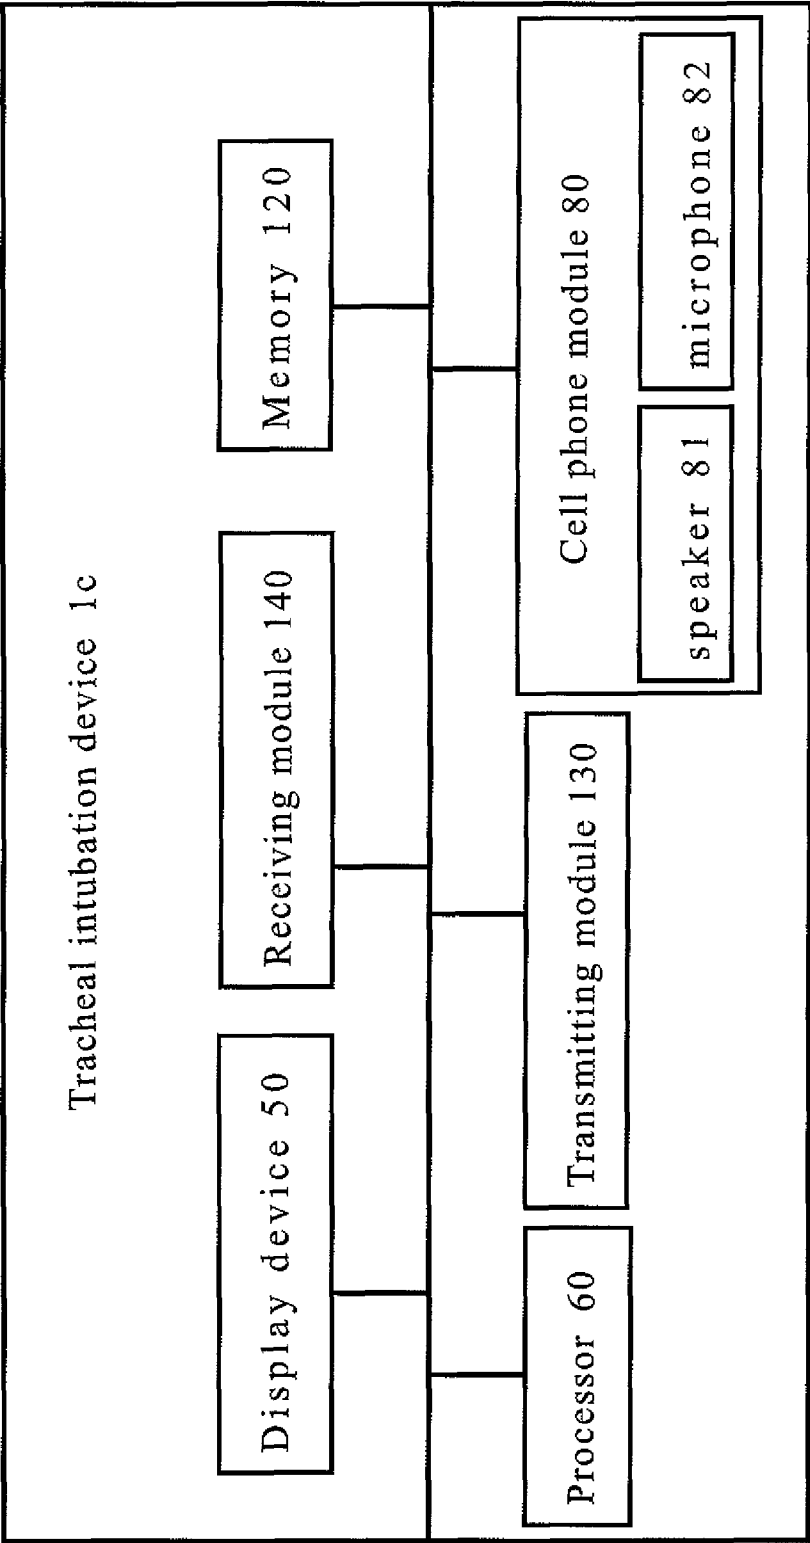 Tracheal intubation device 1c
Display device 50
Receiving module 140
Memory 120
Processor 60
Transmitting module 130
Cell phone module 80
speaker 81
microphone 82